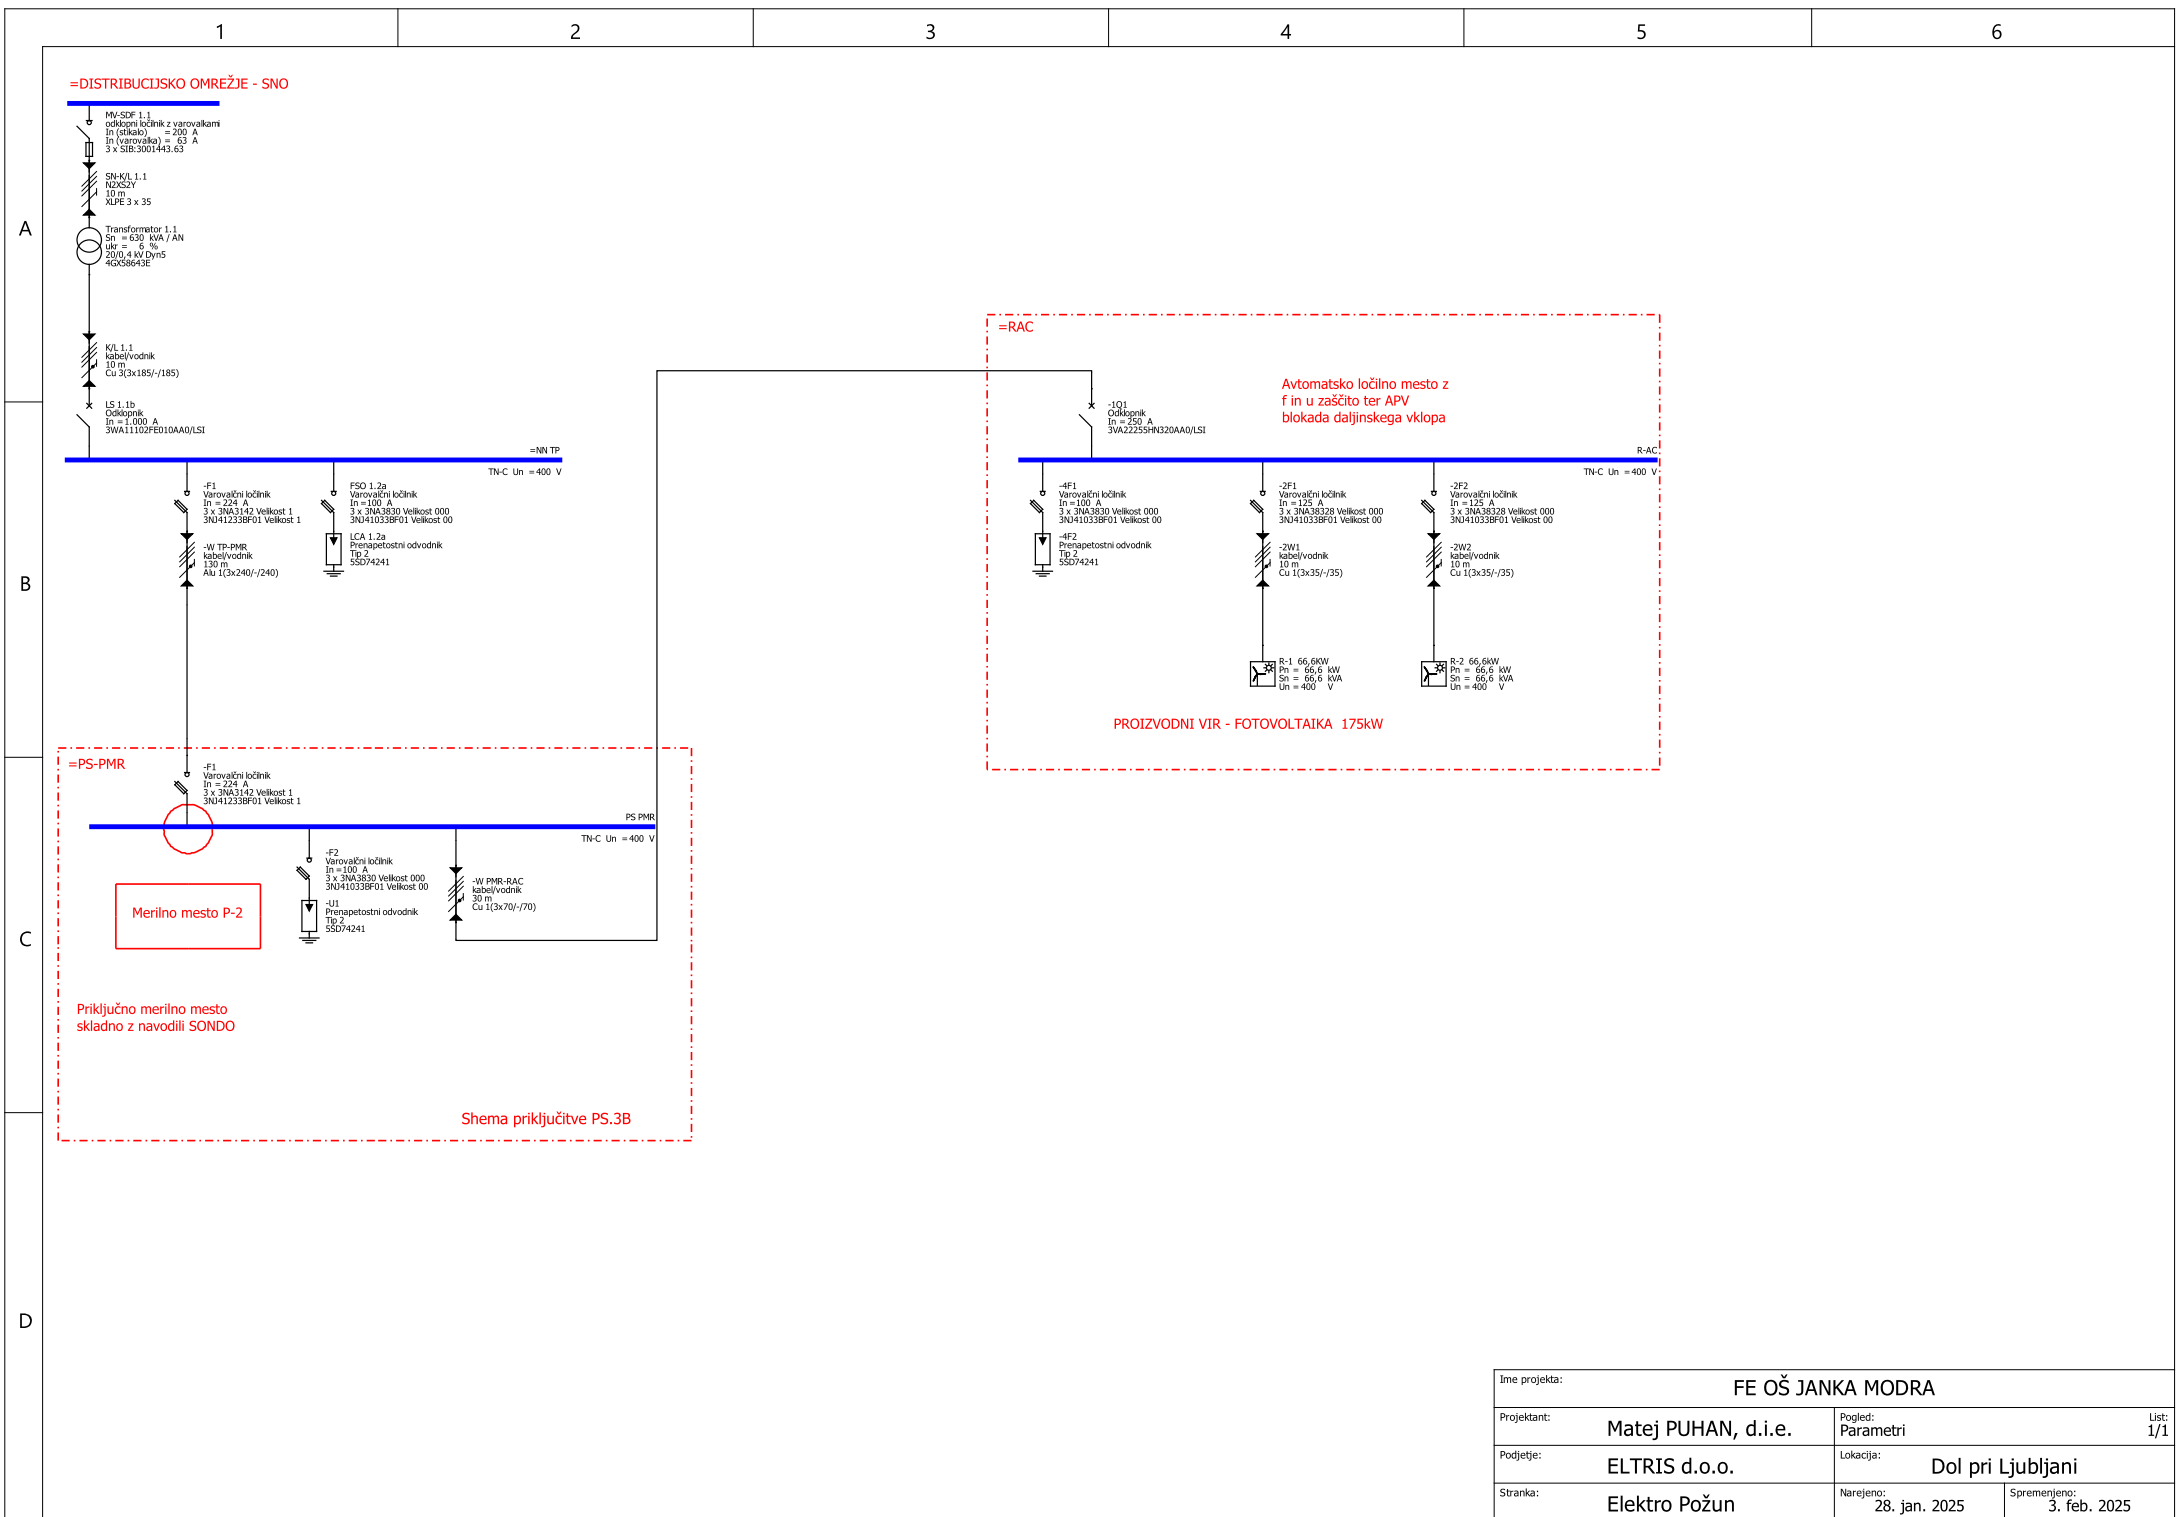 1
2
3
4
5
6
A
B
C
D
=DISTRIBUCIJSKO OMREŽJE - SNO
MV-SDF 1.1
odklopni ločilnik z varovalkami
In (stikalo) = 200 A
In (varovalka) = 63 A
3 x SIB:3001443.63
SN-K/L 1.1
N2XS2Y
10 m
XLPE 3 x 35
Transformator 1.1
Sn = 630 kVA / AN
ukr = 6 %
20/0,4 kV Dyn5
4GX58643E
K/L 1.1
kabel/vodnik
10 m
Cu 3(3x185/-/185)
LS 1.1b
Odklopnik
In = 1.000 A
3WA11102FE010AA0/LSI
=NN TP
TN-C Un = 400 V
-F1
Varovalčni ločilnik
In = 224 A
3 x 3NA3142 Velikost 1
3NJ41233BF01 Velikost 1
-W TP-PMR
kabel/vodnik
130 m
Alu 1(3x240/-/240)
FSO 1.2a
Varovalčni ločilnik
In = 100 A
3 x 3NA3830 Velikost 000
3NJ41033BF01 Velikost 00
LCA 1.2a
Prenapetostni odvodnik
Tip 2
5SD74241
=RAC
Avtomatsko ločilno mesto z
f in u zaščito ter APV
blokada daljinskega vklopa
-1Q1
Odklopnik
In = 250 A
3VA22255HN320AA0/LSI
R-AC
TN-C Un = 400 V
-4F1
Varovalčni ločilnik
In = 100 A
3 x 3NA3830 Velikost 000
3NJ41033BF01 Velikost 00
-4F2
Prenapetostni odvodnik
Tip 2
5SD74241
-2F1
Varovalčni ločilnik
In = 125 A
3 x 3NA38328 Velikost 000
3NJ41033BF01 Velikost 00
-2W1
kabel/vodnik
10 m
Cu 1(3x35/-/35)
-2F2
Varovalčni ločilnik
In = 125 A
3 x 3NA38328 Velikost 000
3NJ41033BF01 Velikost 00
-2W2
kabel/vodnik
10 m
Cu 1(3x35/-/35)
R-1 66,6KW
Pn = 66,6 kW
Sn = 66,6 kVA
Un = 400 V
R-2 66,6kW
Pn = 66,6 kW
Sn = 66,6 kVA
Un = 400 V
PROIZVODNI VIR - FOTOVOLTAIKA 175kW
=PS-PMR
-F1
Varovalčni ločilnik
In = 224 A
3 x 3NA3142 Velikost 1
3NJ41233BF01 Velikost 1
PS PMR
TN-C Un = 400 V
-F2
Varovalčni ločilnik
In = 100 A
3 x 3NA3830 Velikost 000
3NJ41033BF01 Velikost 00
-U1
Prenapetostni odvodnik
Tip 2
5SD74241
-W PMR-RAC
kabel/vodnik
30 m
Cu 1(3x70/-/70)
Merilno mesto P-2
Priključno merilno mesto
skladno z navodili SONDO
Shema priključitve PS.3B
Ime projekta:
FE OŠ JANKA MODRA
Projektant:
Matej PUHAN, d.i.e.
Pogled:
Parametri
List:
1/1
Podjetje:
ELTRIS d.o.o.
Lokacija:
Dol pri Ljubljani
Stranka:
Elektro Požun
Narejeno:
28. jan. 2025
Spremenjeno:
3. feb. 2025